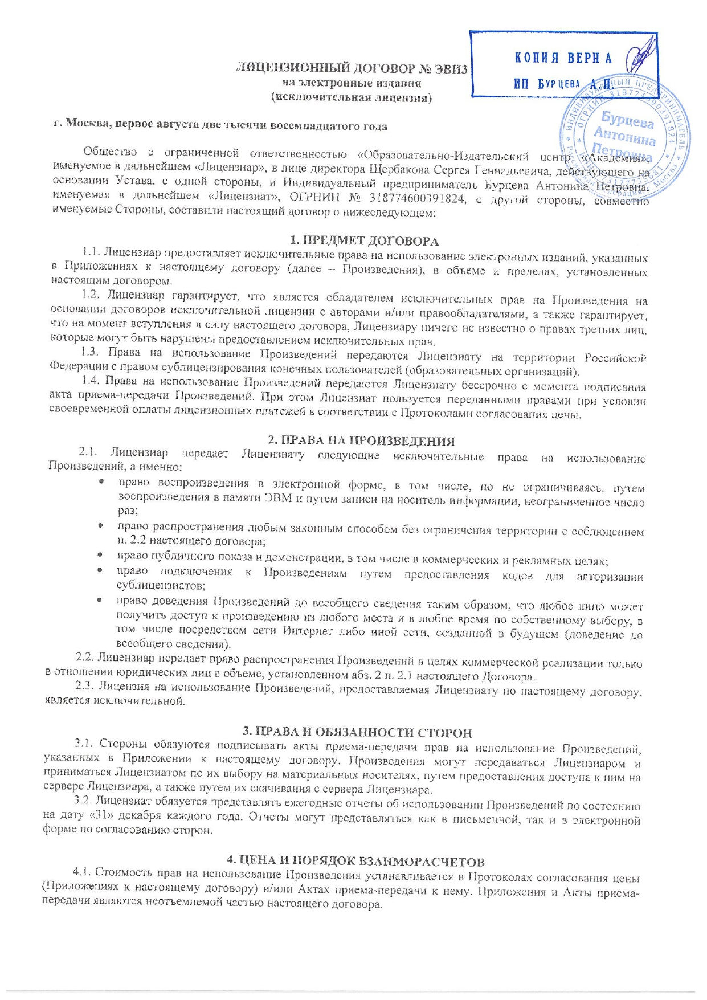 КОПИЯ ВЕРНА
ИП БУРЦЕВА А.П.
ИНДИВИДУАЛЬНЫЙ ПРЕДПРИНИМАТЕЛЬ
ОГРНИП 318774600391824
Бурцева
Антонина
Петровна
ЛИЦЕНЗИОННЫЙ ДОГОВОР № ЭВИЗ
на электронные издания
(исключительная лицензия)
г. Москва, первое августа две тысячи восемнадцатого года
Общество с ограниченной ответственностью «Образовательно-Издательский центр «Академия»,
именуемое в дальнейшем «Лицензиар», в лице директора Щербакова Сергея Геннадьевича, действующего на
основании Устава, с одной стороны, и Индивидуальный предприниматель Бурцева Антонина Петровна,
именуемая в дальнейшем «Лицензиат», ОГРНИП № 318774600391824, с другой стороны, совместно
именуемые Стороны, составили настоящий договор о нижеследующем:
1. ПРЕДМЕТ ДОГОВОРА
1.1. Лицензиар предоставляет исключительные права на использование электронных изданий, указанных
в Приложениях к настоящему договору (далее – Произведения), в объеме и пределах, установленных
настоящим договором.
1.2. Лицензиар гарантирует, что является обладателем исключительных прав на Произведения на
основании договоров исключительной лицензии с авторами и/или правообладателями, а также гарантирует,
что на момент вступления в силу настоящего договора, Лицензиару ничего не известно о правах третьих лиц,
которые могут быть нарушены предоставлением исключительных прав.
1.3. Права на использование Произведений передаются Лицензиату на территории Российской
Федерации с правом сублицензирования конечных пользователей (образовательных организаций).
1.4. Права на использование Произведений передаются Лицензиату бессрочно с момента подписания
акта приема-передачи Произведений. При этом Лицензиат пользуется переданными правами при условии
своевременной оплаты лицензионных платежей в соответствии с Протоколами согласования цены.
2. ПРАВА НА ПРОИЗВЕДЕНИЯ
2.1. Лицензиар передает Лицензиату следующие исключительные права на использование
Произведений, а именно:
• право воспроизведения в электронной форме, в том числе, но не ограничиваясь, путем
воспроизведения в памяти ЭВМ и путем записи на носитель информации, неограниченное число
раз;
• право распространения любым законным способом без ограничения территории с соблюдением
п. 2.2 настоящего договора;
• право публичного показа и демонстрации, в том числе в коммерческих и рекламных целях;
• право подключения к Произведениям путем предоставления кодов для авторизации
сублицензиатов;
• право доведения Произведений до всеобщего сведения таким образом, что любое лицо может
получить доступ к произведению из любого места и в любое время по собственному выбору, в
том числе посредством сети Интернет либо иной сети, созданной в будущем (доведение до
всеобщего сведения).
2.2. Лицензиар передает право распространения Произведений в целях коммерческой реализации только
в отношении юридических лиц в объеме, установленном абз. 2 п. 2.1 настоящего Договора.
2.3. Лицензия на использование Произведений, предоставляемая Лицензиату по настоящему договору,
является исключительной.
3. ПРАВА И ОБЯЗАННОСТИ СТОРОН
3.1. Стороны обязуются подписывать акты приема-передачи прав на использование Произведений,
указанных в Приложении к настоящему договору. Произведения могут передаваться Лицензиаром и
приниматься Лицензиатом по их выбору на материальных носителях, путем предоставления доступа к ним на
сервере Лицензиара, а также путем их скачивания с сервера Лицензиара.
3.2. Лицензиат обязуется представлять ежегодные отчеты об использовании Произведений по состоянию
на дату «31» декабря каждого года. Отчеты могут представляться как в письменной, так и в электронной
форме по согласованию сторон.
4. ЦЕНА И ПОРЯДОК ВЗАИМОРАСЧЕТОВ
4.1. Стоимость прав на использование Произведения устанавливается в Протоколах согласования цены
(Приложениях к настоящему договору) и/или Актах приема-передачи к нему. Приложения и Акты приема-
передачи являются неотъемлемой частью настоящего договора.